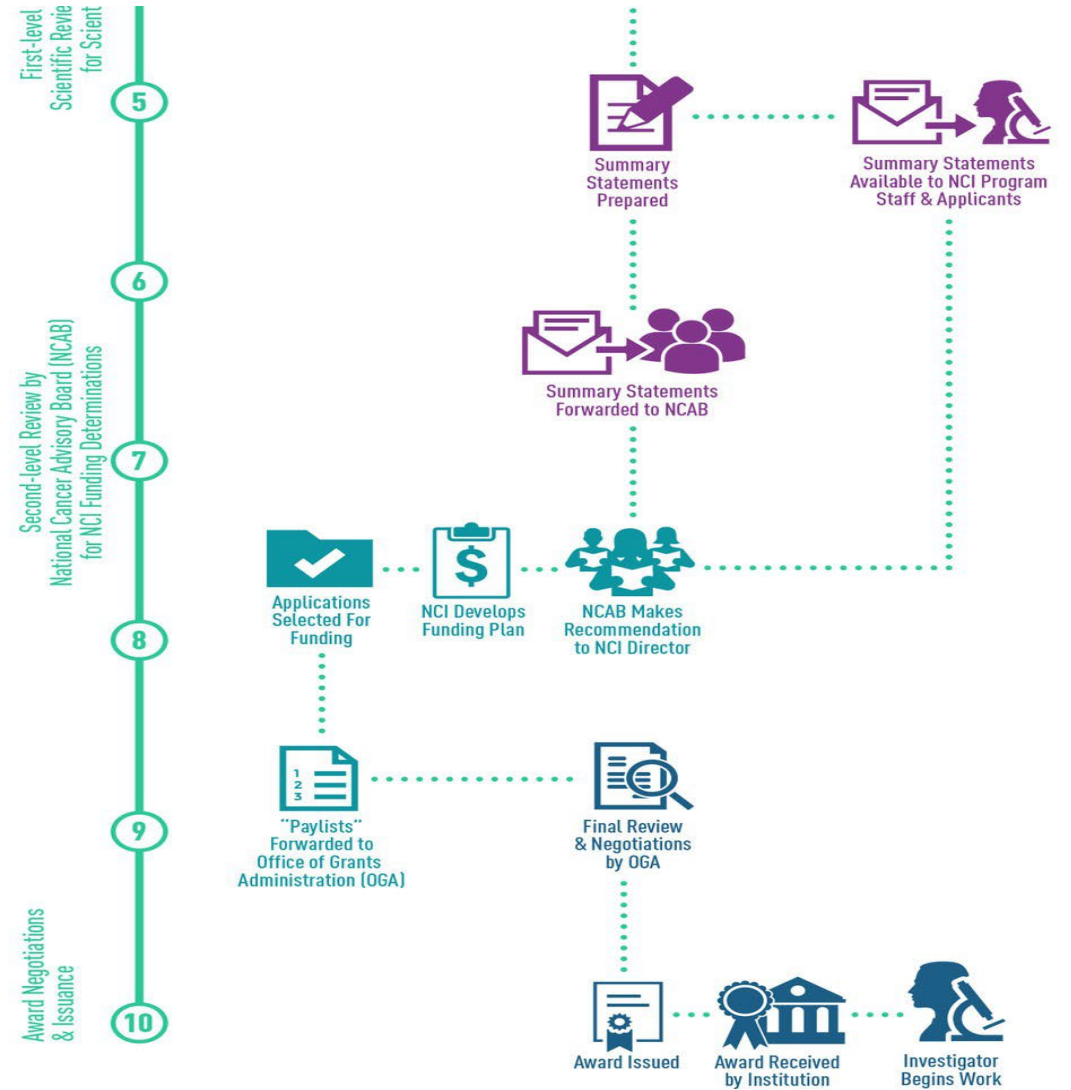 First-level
Scientific Revie
for Scient
5
Summary
Statements
Prepared
Summary Statements
Available to NCI Program
Staff & Applicants
6
Summary Statements
Forwarded to NCAB
Second-level Review by
National Cancer Advisory Board (NCAB)
for NCI Funding Determinations
7
Applications
Selected For
Funding
$
NCI Develops
Funding Plan
NCAB Makes
Recommendation
to NCI Director
8
1
2
3
"Paylists"
Forwarded to
Office of Grants
Administration (OGA)
Final Review
& Negotiations
by OGA
9
Award Negotiations
& Issuance
10
Award Issued
Award Received
by Institution
Investigator
Begins Work